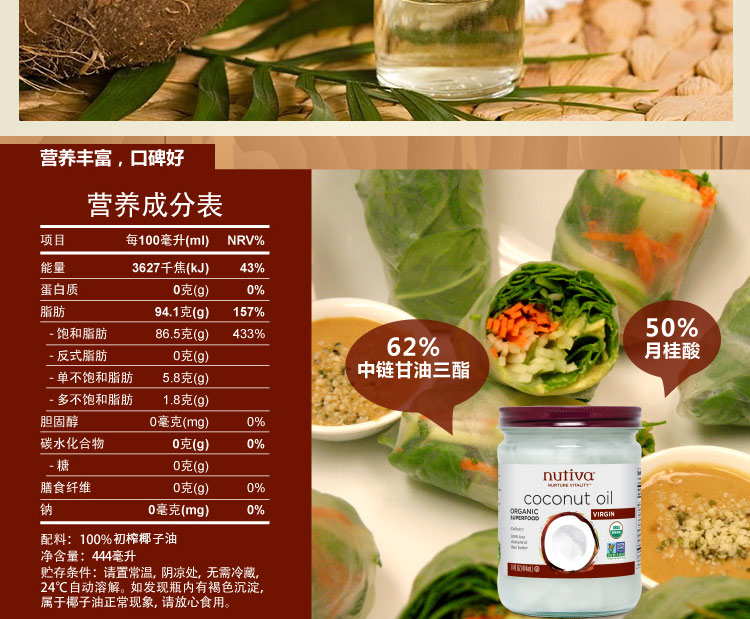 营养丰富，口碑好
营养成分表
项目 每100毫升(ml) NRV%
能量 3627千焦(kJ) 43%
蛋白质 0克(g) 0%
脂肪 94.1克(g) 157%
- 饱和脂肪 86.5克(g) 433%
- 反式脂肪 0克(g)
- 单不饱和脂肪 5.8克(g)
- 多不饱和脂肪 1.8克(g)
胆固醇 0毫克(mg) 0%
碳水化合物 0克(g) 0%
- 糖 0克(g)
膳食纤维 0克(g) 0%
钠 0毫克(mg) 0%
配料：100%初榨椰子油
净含量：444毫升
贮存条件：请置常温, 阴凉处, 无需冷藏,
24℃自动溶解。如发现瓶内有褐色沉淀,
属于椰子油正常现象, 请放心食用。
62%
中链甘油三酯
50%
月桂酸
nutiva
NURTURE VITALITY
coconut oil
ORGANIC
SUPERFOOD
VIRGIN